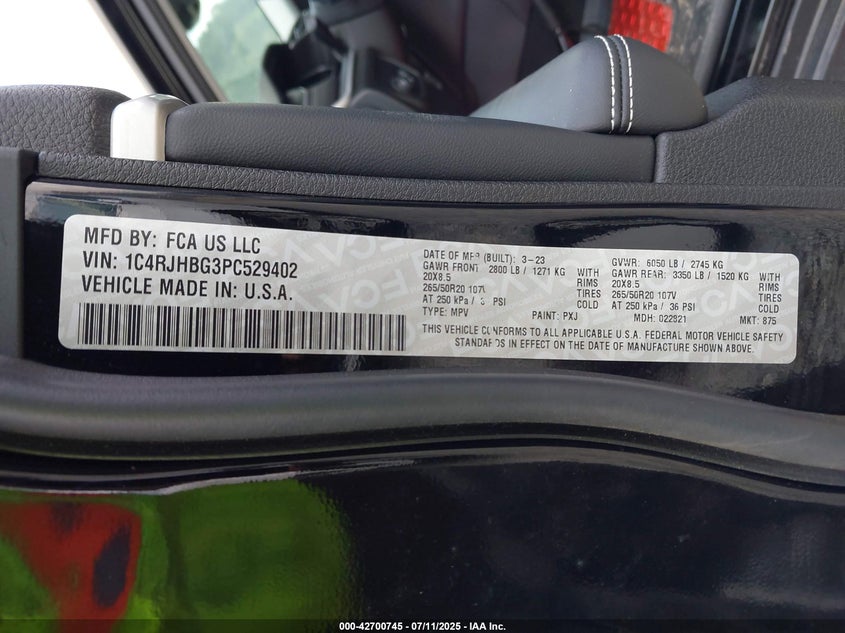 MFD BY: FCA US LLC
VIN: 1C4RJHBG3PC529402
VEHICLE MADE IN: U.S.A.
DATE OF MFD (BUILT): 3-23
GAWR FRONT 2800 LB / 1271 KG WITH
20X8.5 RIMS
265/50R20 107V TIRES
AT 250 kPa / PSI
TYPE: MPV PAINT: PXJ
GVWR: 6050 LB / 2745 KG
GAWR REAR: 3350 LB / 1520 KG WITH
20X8.5 RIMS
265/50R20 107V TIRES
AT 250 kPa / 36 PSI
MDH: MKT: 875
THIS VEHICLE CONFORMS TO ALL APPLICABLE U.S.A. FEDERAL MOTOR VEHICLE SAFETY
STANDARDS IN EFFECT ON THE DATE OF MANUFACTURE SHOWN ABOVE.
000-42700745 - 07/11/2025 - IAA Inc.